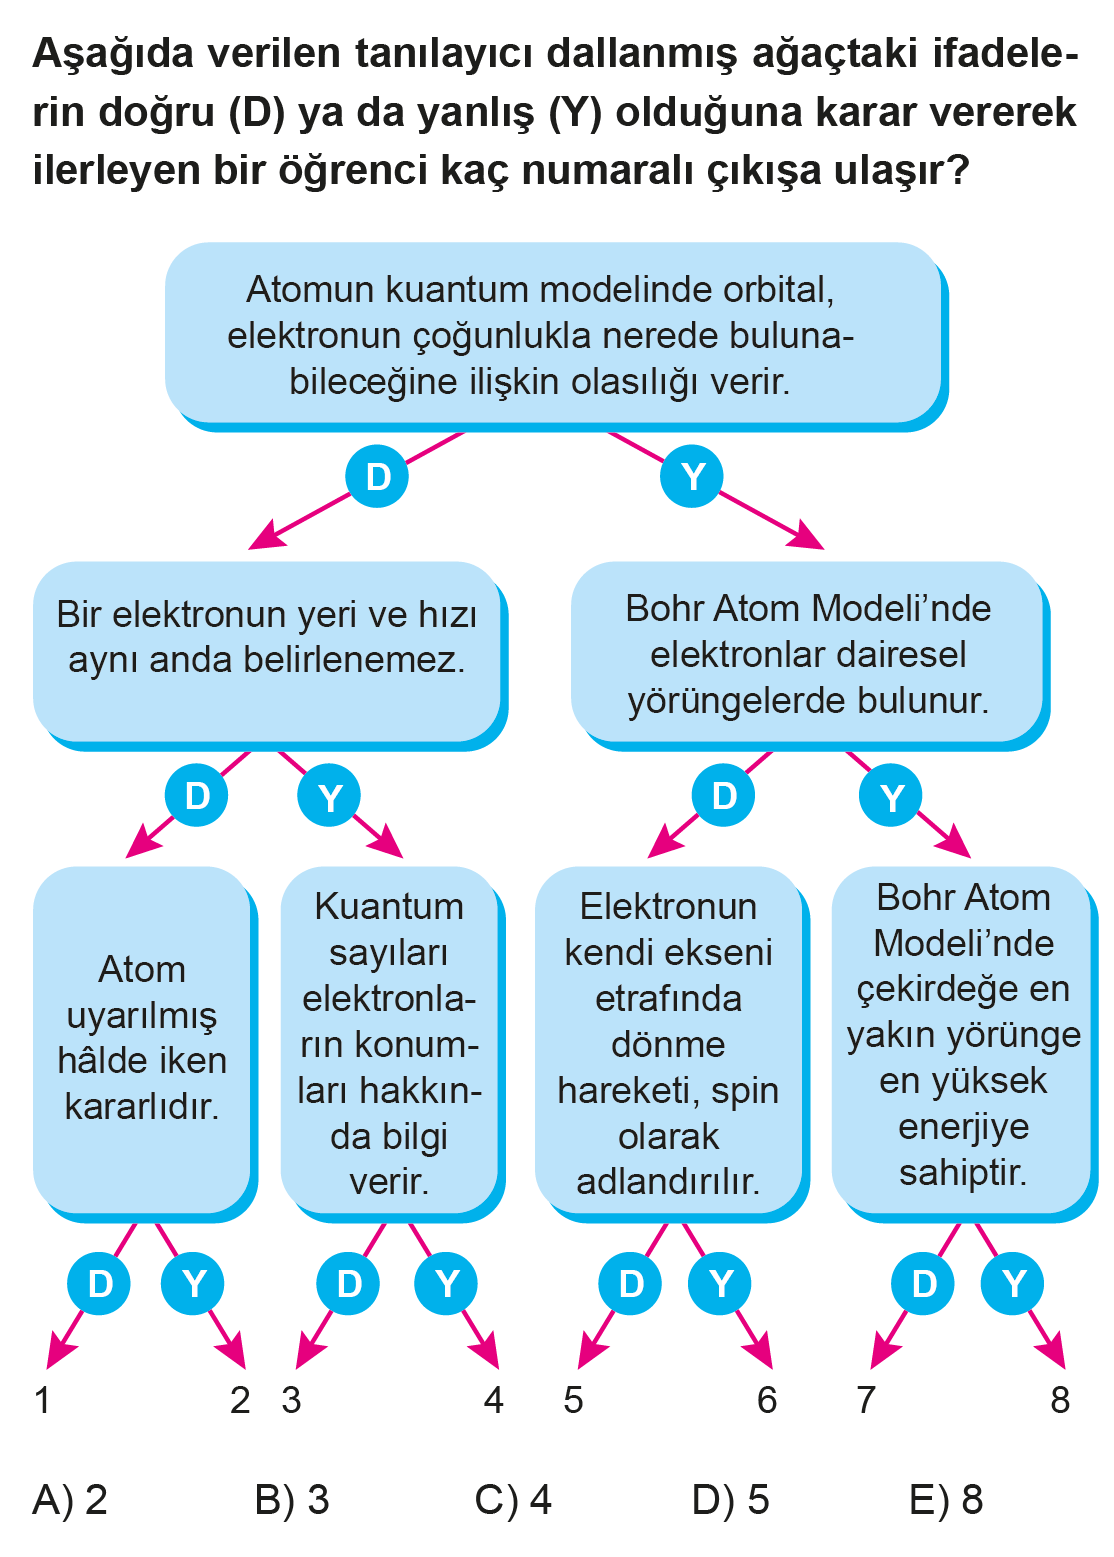 Aşağıda verilen tanılayıcı dallanmış ağaçtaki ifadele-
rin doğru (D) ya da yanlış (Y) olduğuna karar vererek
ilerleyen bir öğrenci kaç numaralı çıkışa ulaşır?
Atomun kuantum modelinde orbital,
elektronun çoğunlukla nerede buluna-
bileceğine ilişkin olasılığı verir.
D
Y
Bir elektronun yeri ve hızı
aynı anda belirlenemez.
Bohr Atom Modeli’nde
elektronlar dairesel
yörüngelerde bulunur.
D
Y
D
Y
Atom
uyarılmış
hâlde iken
kararlıdır.
Kuantum
sayıları
elektronla-
rın konum-
ları hakkın-
da bilgi
verir.
Elektronun
kendi ekseni
etrafında
dönme
hareketi, spin
olarak
adlandırılır.
Bohr Atom
Modeli’nde
çekirdeğe en
yakın yörünge
en yüksek
enerjiye
sahiptir.
D
Y
D
Y
D
Y
D
Y
1
2
3
4
5
6
7
8
A) 2
B) 3
C) 4
D) 5
E) 8